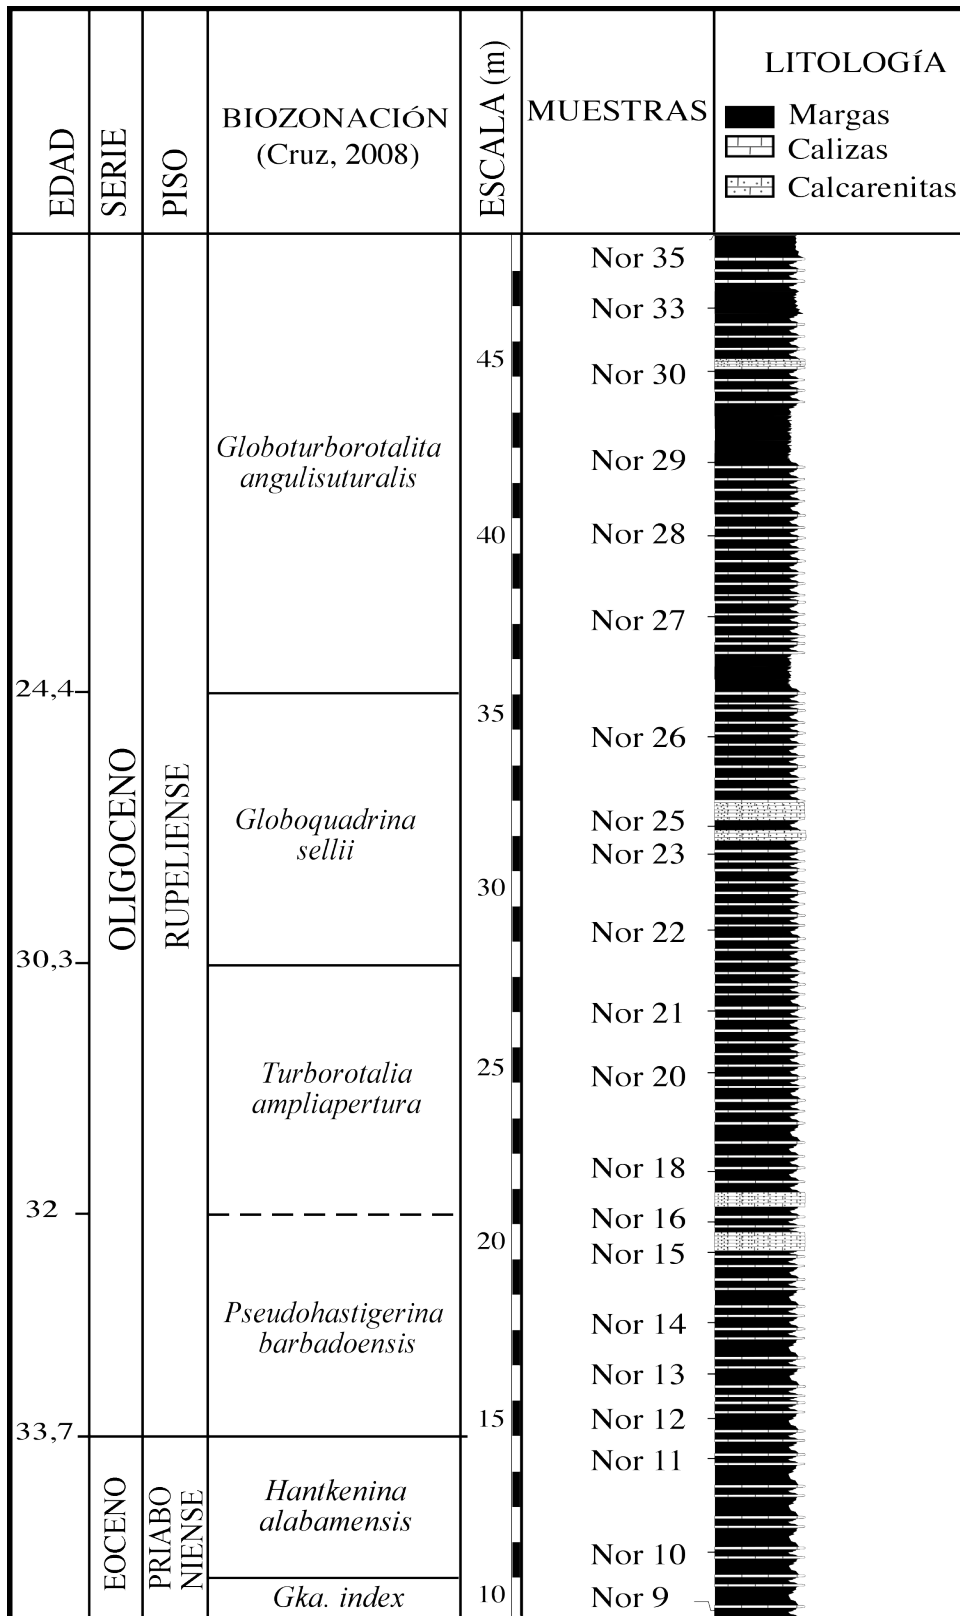 EDAD
SERIE
PISO
BIOZONACIÓN
(Cruz, 2008)
ESCALA (m)
MUESTRAS
LITOLOGÍA
Margas
Calizas
Calcarenitas
24,4
30,3
32
33,7
OLIGOCENO
EOCENO
RUPELIENSE
PRIABO
NIENSE
Globoturborotalita
angulisuturalis
Globoquadrina
sellii
Turborotalia
ampliapertura
Pseudohastigerina
barbadoensis
Hantkenina
alabamensis
Gka. index
45
40
35
30
25
20
15
10
Nor 35
Nor 33
Nor 30
Nor 29
Nor 28
Nor 27
Nor 26
Nor 25
Nor 23
Nor 22
Nor 21
Nor 20
Nor 18
Nor 16
Nor 15
Nor 14
Nor 13
Nor 12
Nor 11
Nor 10
Nor 9